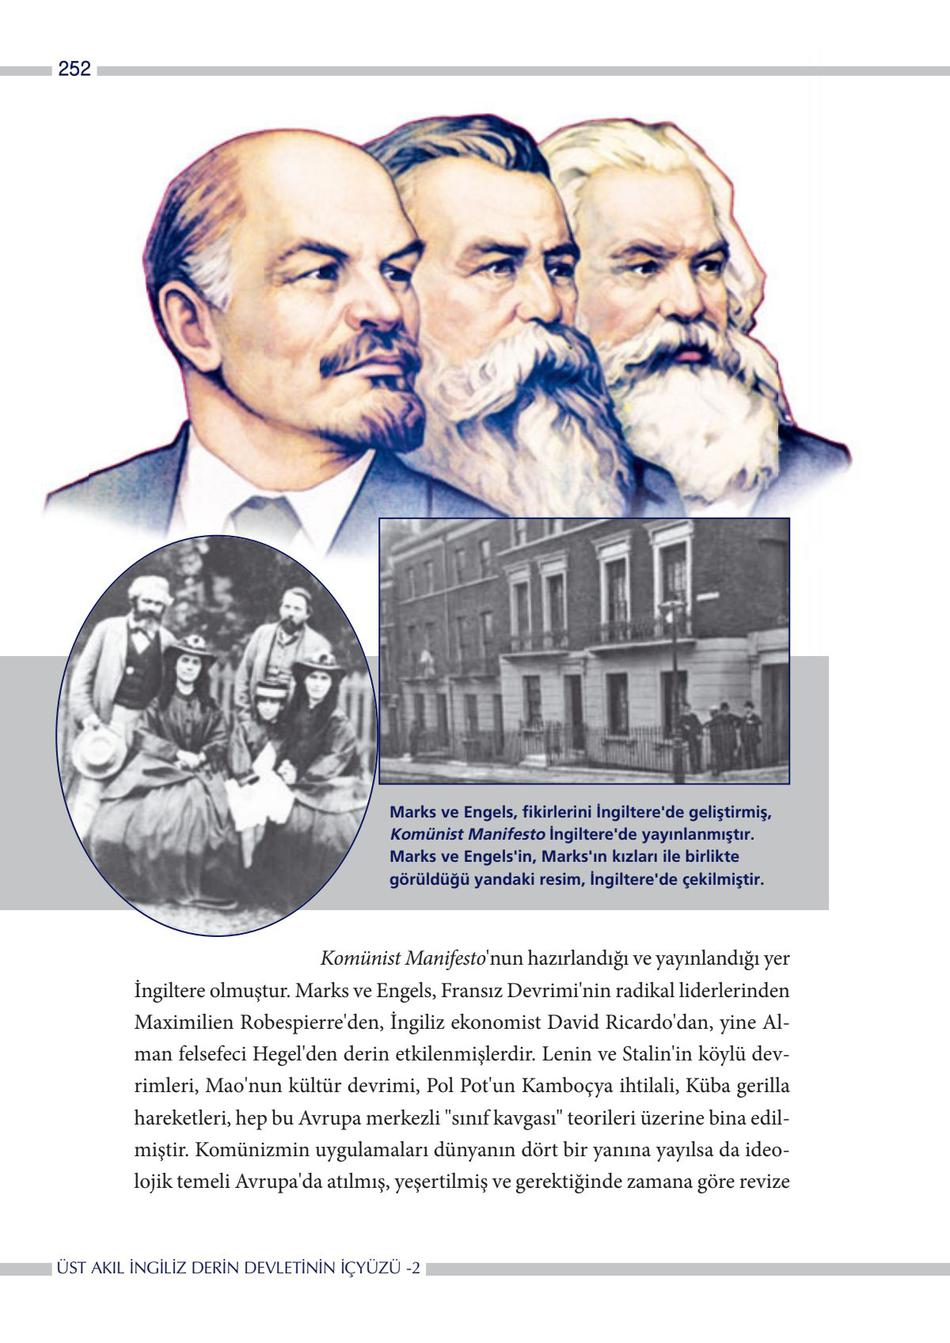 252
Marks ve Engels, fikirlerini İngiltere'de geliştirmiş,
Komünist Manifesto İngiltere'de yayınlanmıştır.
Marks ve Engels'in, Marks'ın kızları ile birlikte
görüldüğü yandaki resim, İngiltere'de çekilmiştir.
Komünist Manifesto'nun hazırlandığı ve yayınlandığı yer
İngiltere olmuştur. Marks ve Engels, Fransız Devrimi'nin radikal liderlerinden
Maximilien Robespierre'den, İngiliz ekonomist David Ricardo'dan, yine Al-
man felsefeci Hegel'den derin etkilenmişlerdir. Lenin ve Stalin'in köylü dev-
rimleri, Mao'nun kültür devrimi, Pol Pot'un Kamboçya ihtilali, Küba gerilla
hareketleri, hep bu Avrupa merkezli "sınıf kavgası" teorileri üzerine bina edil-
miştir. Komünizmin uygulamaları dünyanın dört bir yanına yayılsa da ideo-
lojik temeli Avrupa'da atılmış, yeşertilmiş ve gerektiğinde zamana göre revize
ÜST AKIL İNGİLİZ DERİN DEVLETİNİN İÇYÜZÜ -2